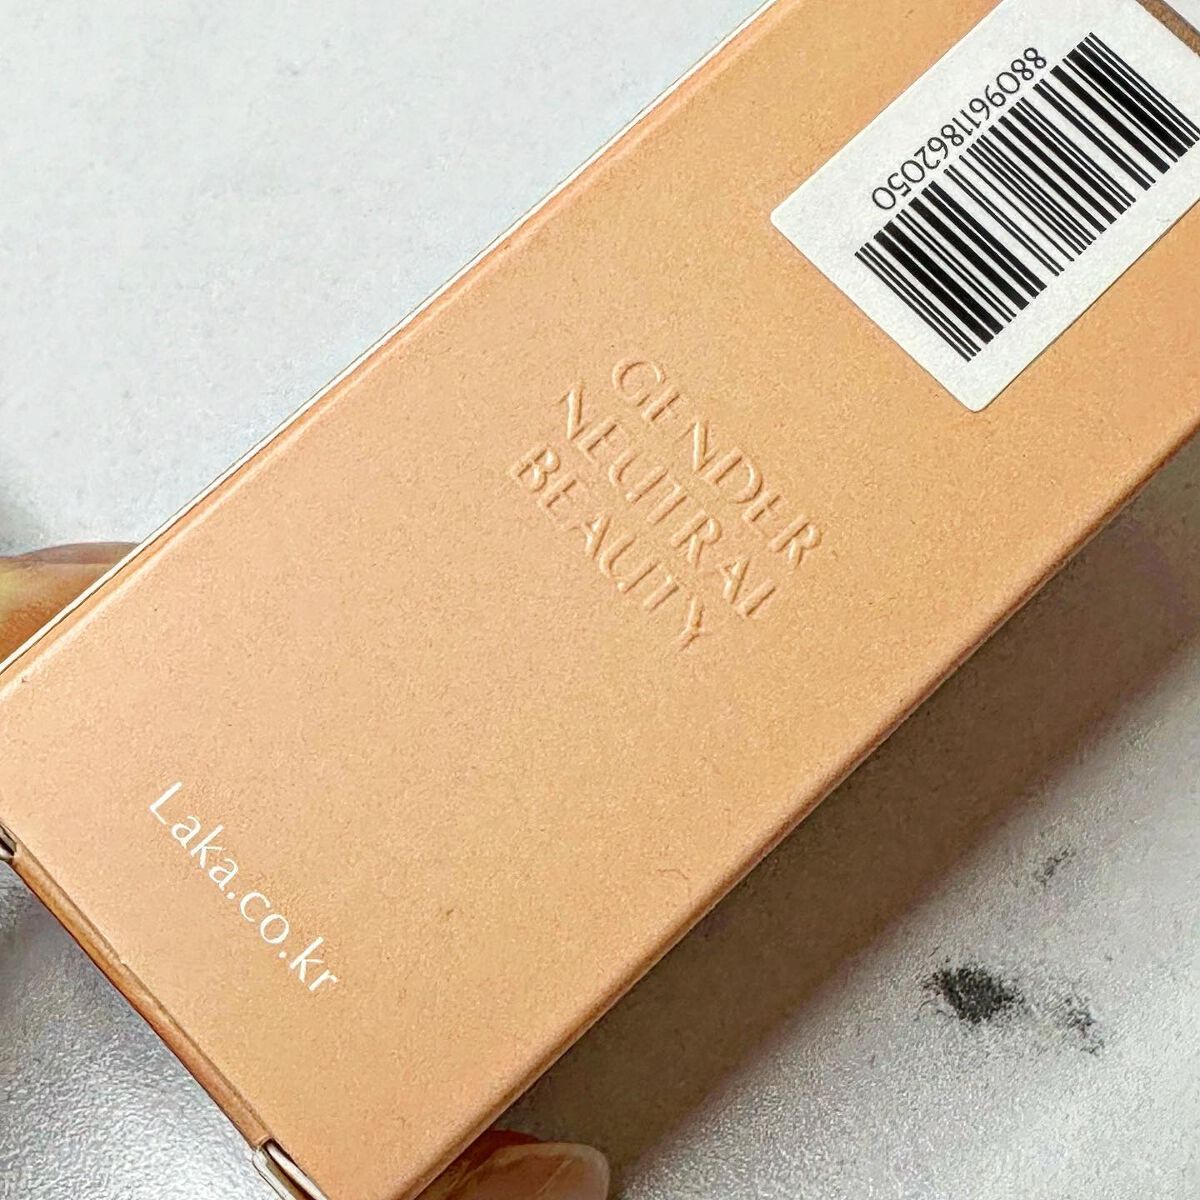 8809611862050
GENDER
NEUTRAL
BEAUTY
Laka.co.kr